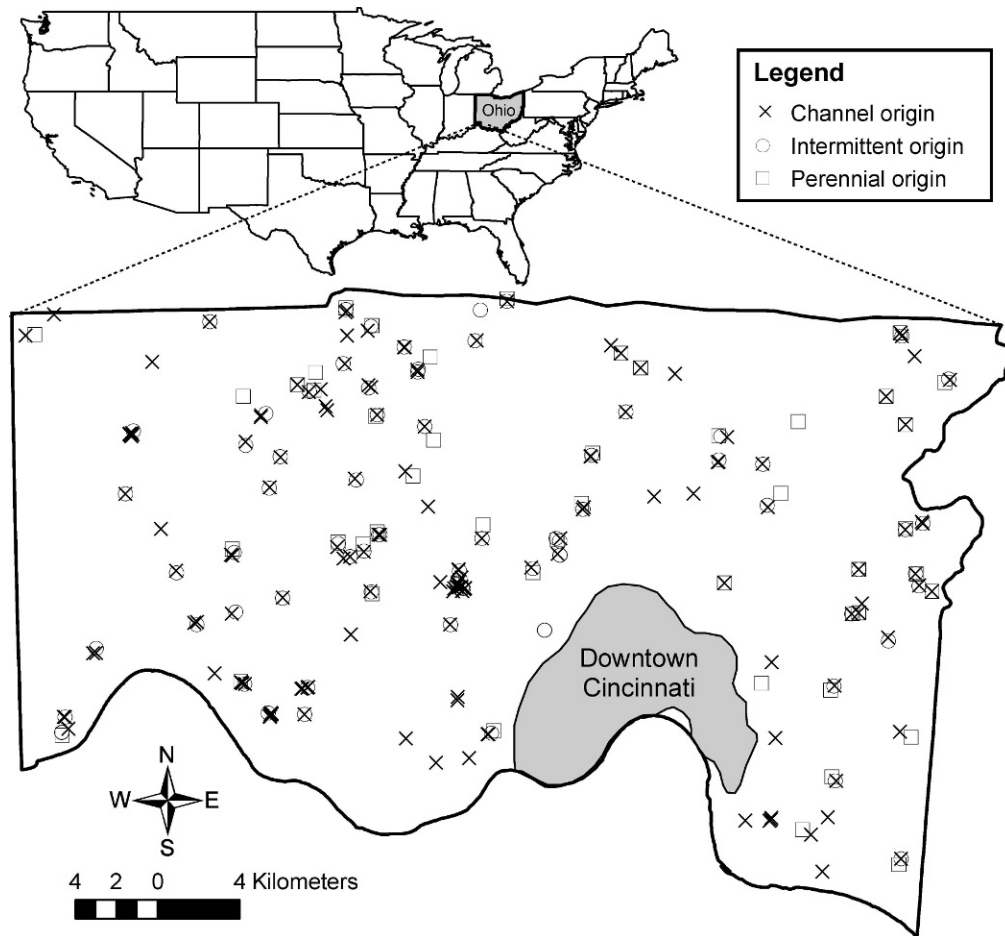 Ohio
Legend
Channel origin
Intermittent origin
Perennial origin
Downtown
Cincinnati
N
W E
S
4 2 0 4 Kilometers